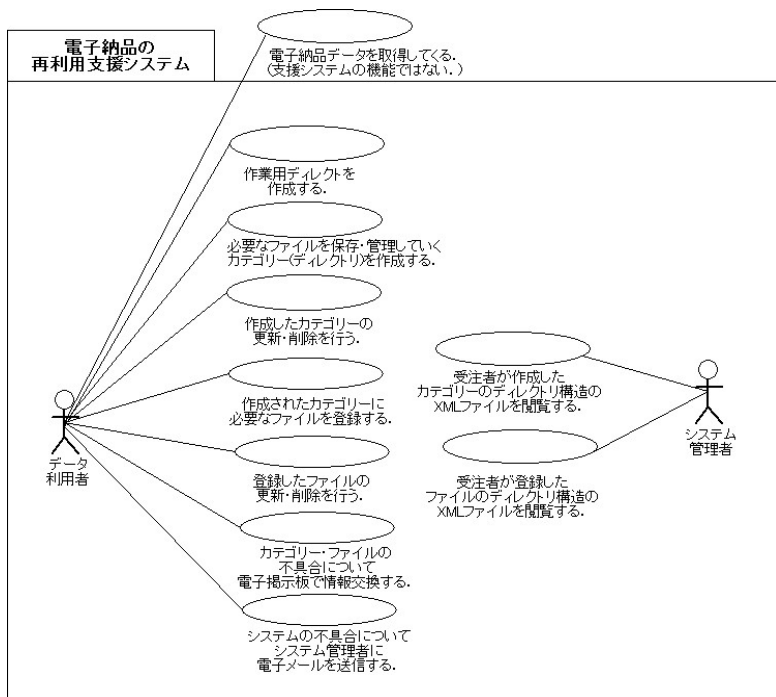 電子納品の
再利用支援システム
電子納品データを取得してくる.
(支援システムの機能ではない.)
作業用ディレクトを
作成する.
必要なファイルを保存・管理していく
カテゴリー(ディレクトリ)を作成する.
作成したカテゴリーの
更新・削除を行う.
作成されたカテゴリーに
必要なファイルを登録する.
登録したファイルの
更新・削除を行う.
カテゴリー・ファイルの
不具合について
電子掲示板で情報交換する.
システムの不具合について
システム管理者に
電子メールを送信する.
データ
利用者
受注者が作成した
カテゴリーのディレクトリ構造の
XMLファイルを閲覧する.
受注者が登録した
ファイルのディレクトリ構造の
XMLファイルを閲覧する.
システム
管理者